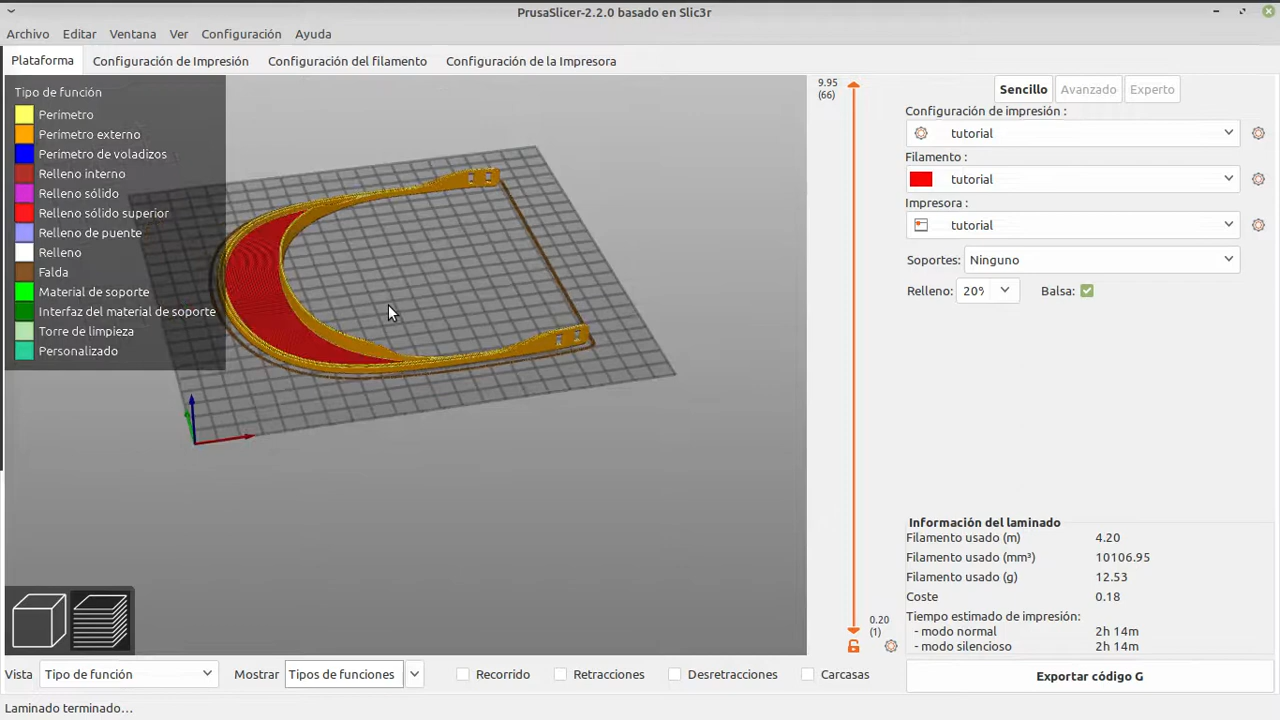 PrusaSlicer-2.2.0 basado en Slic3r
Archivo Editar Ventana Ver Configuración Ayuda
Plataforma Configuración de Impresión Configuración del filamento Configuración de la Impresora
Tipo de función
Perimetro
Perimetro externo
Perimetro de voladizos
Relleno interno
Relleno sólido
Relleno sólido superior
Relleno de puente
Relleno
Falda
Material de soporte
Interfaz del material de soporte
Torre de limpieza
Personalizado
9.95
(66)
0.20
(1)
Sencillo Avanzado Experto
Configuración de impresión :
tutorial
Filamento :
tutorial
Impresora :
tutorial
Soportes: Ninguno
Relleno: 20% Balsa:
Información del laminado
Filamento usado (m) 4.20
Filamento usado (mm³) 10106.95
Filamento usado (g) 12.53
Coste 0.18
Tiempo estimado de impresión:
- modo normal 2h 14m
- modo silencioso 2h 14m
Vista Tipo de función Mostrar Tipos de funciones Recorrido Retracciones Desretracciones Carcasas
Exportar código G
Laminado terminado…